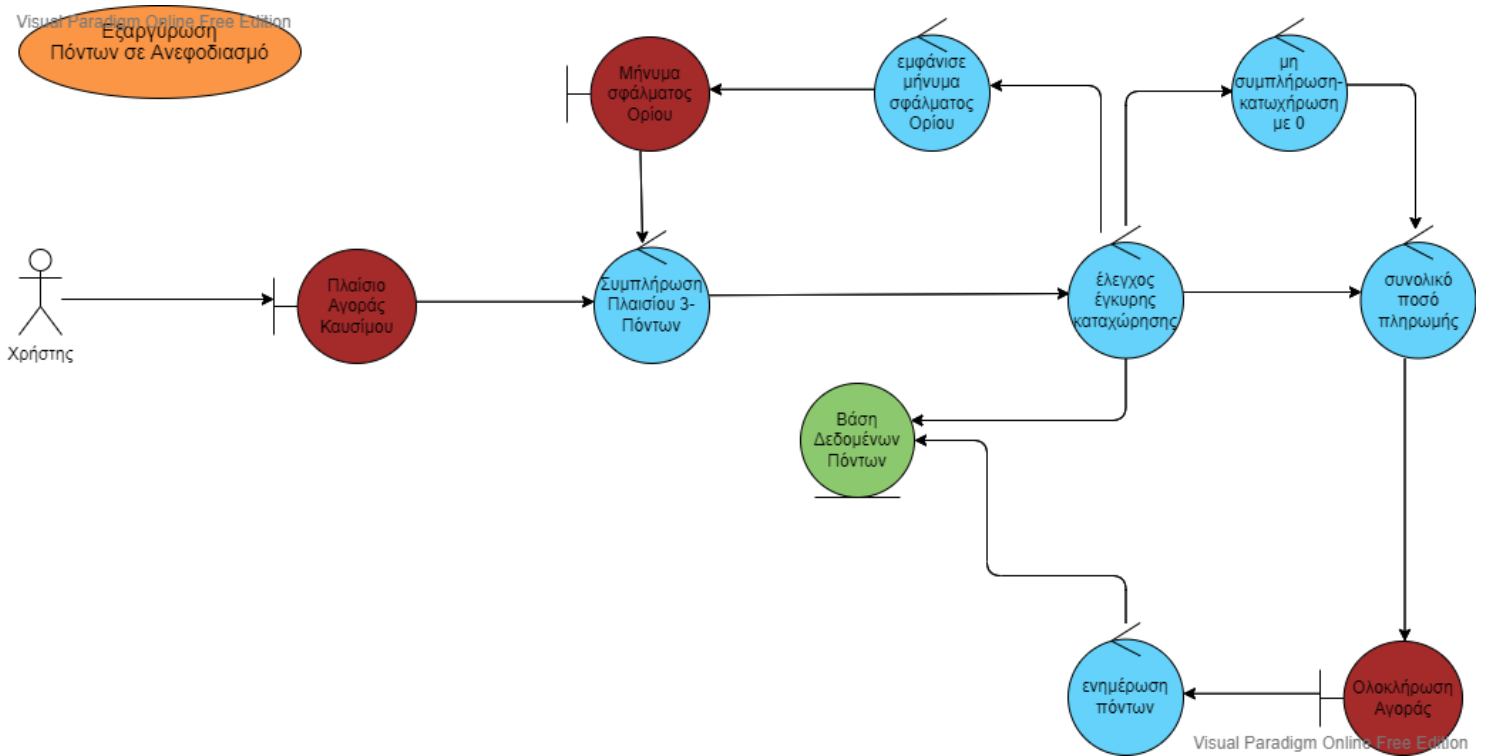 Visual Paradigm Online Free Edition
Εξαργύρωση
Πόντων σε Ανεφοδιασμό
Μήνυμα
σφάλματος
Ορίου
εμφάνισε
μήνυμα
σφάλματος
Ορίου
μη
συμπλήρωση-
κατωχήρωση
με 0
Χρήστης
Πλαίσιο
Αγοράς
Καυσίμου
Συμπλήρωση
Πλαισίου 3-
Πόντων
έλεγχος
έγκυρης
καταχώρησης
συνολικό
ποσό
πληρωμής
Βάση
Δεδομένων
Πόντων
ενημέρωση
πόντων
Ολοκλήρωση
Αγοράς
Visual Paradigm Online Free Edition